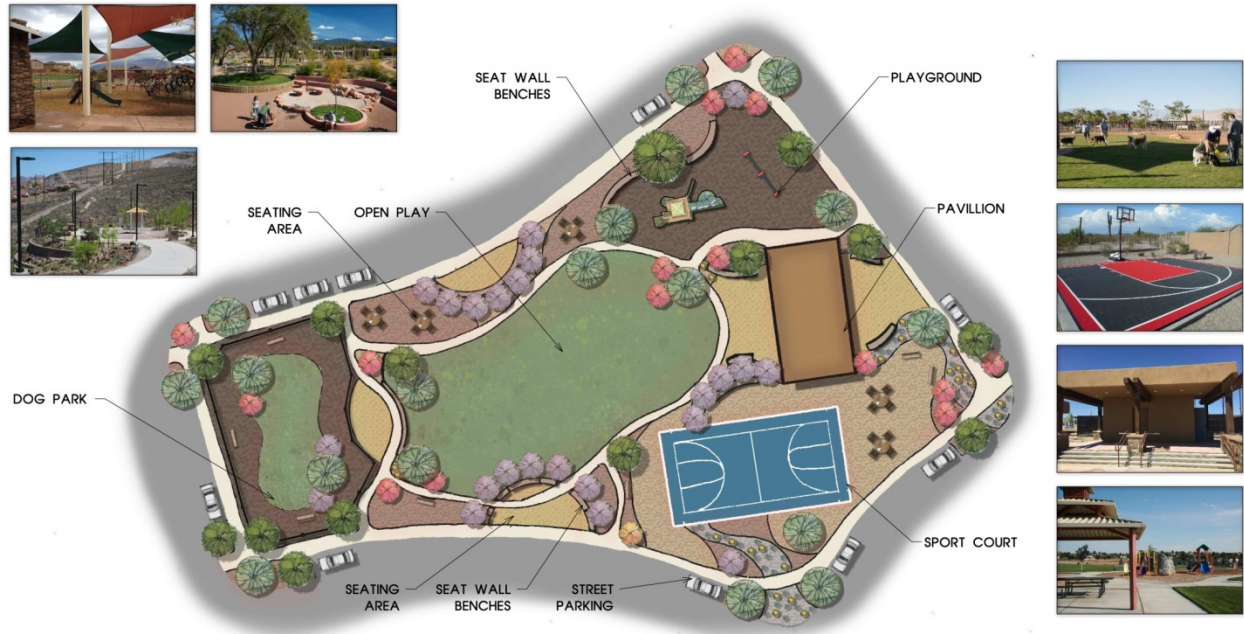 SEAT WALL
BENCHES
PLAYGROUND
SEATING
AREA
OPEN PLAY
PAVILLION
DOG PARK
SPORT COURT
SEATING
AREA
SEAT WALL
BENCHES
STREET
PARKING